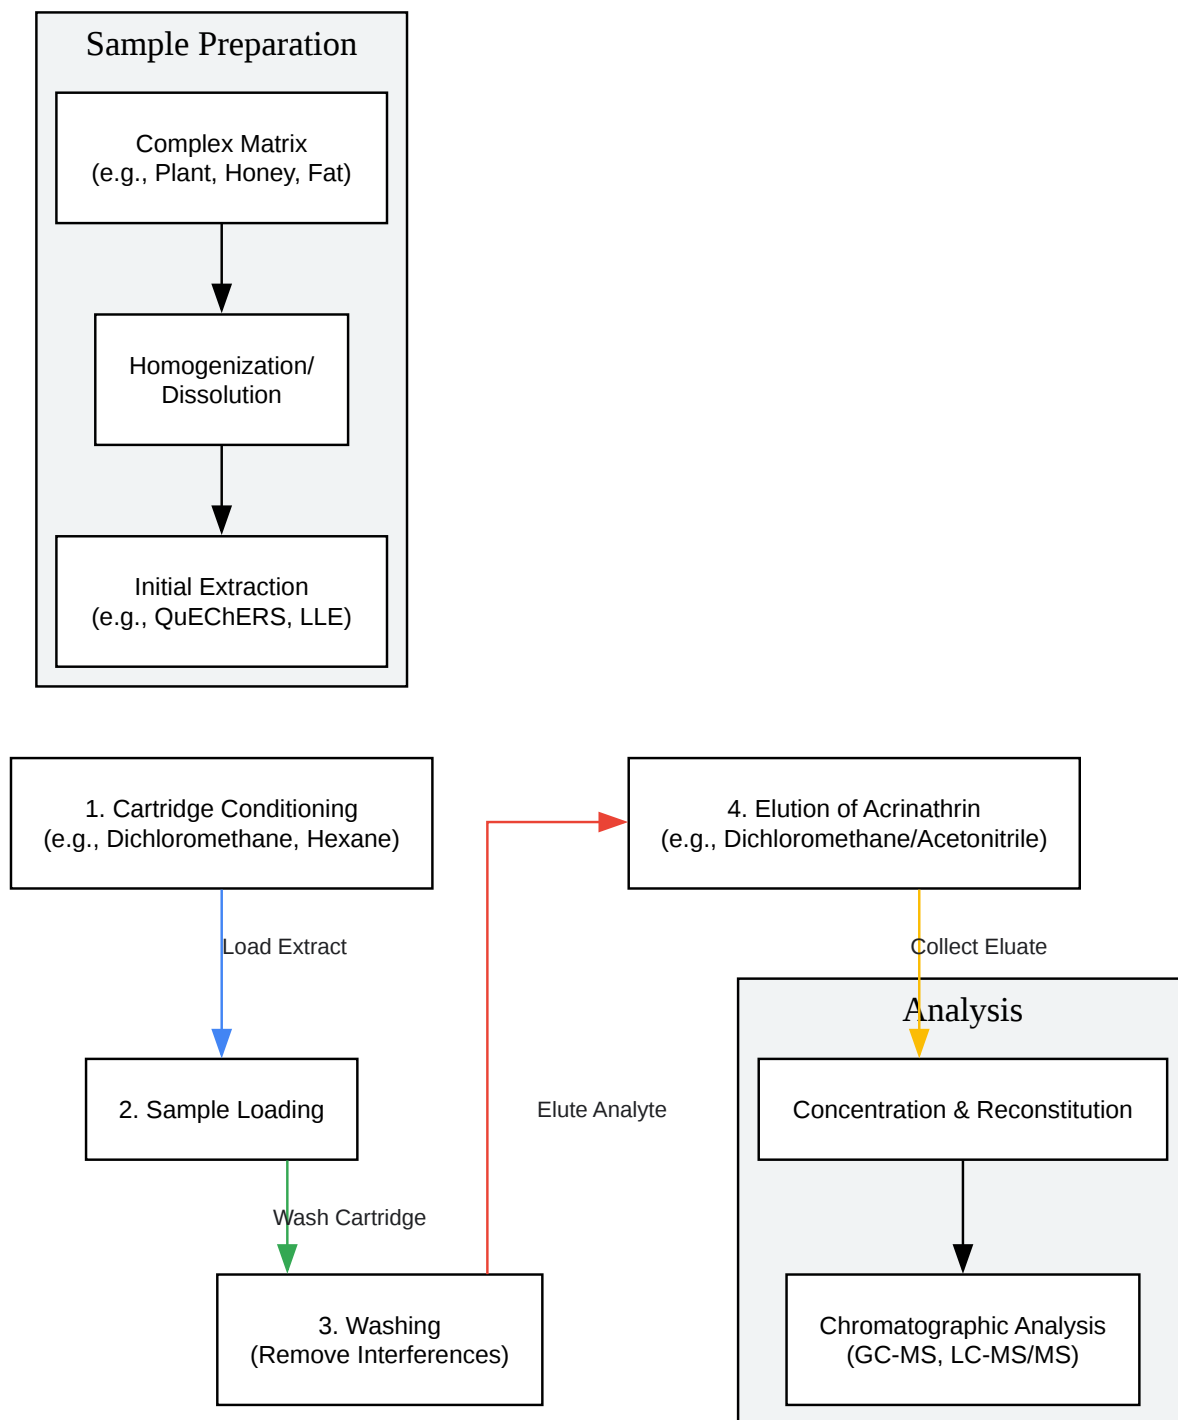 Sample Preparation
Complex Matrix
(e.g., Plant, Honey, Fat)
Homogenization/
Dissolution
Initial Extraction
(e.g., QuEChERS, LLE)
1. Cartridge Conditioning
(e.g., Dichloromethane, Hexane)
Load Extract
2. Sample Loading
Wash Cartridge
3. Washing
(Remove Interferences)
Elute Analyte
4. Elution of Acrinathrin
(e.g., Dichloromethane/Acetonitrile)
Collect Eluate
Analysis
Concentration & Reconstitution
Chromatographic Analysis
(GC-MS, LC-MS/MS)